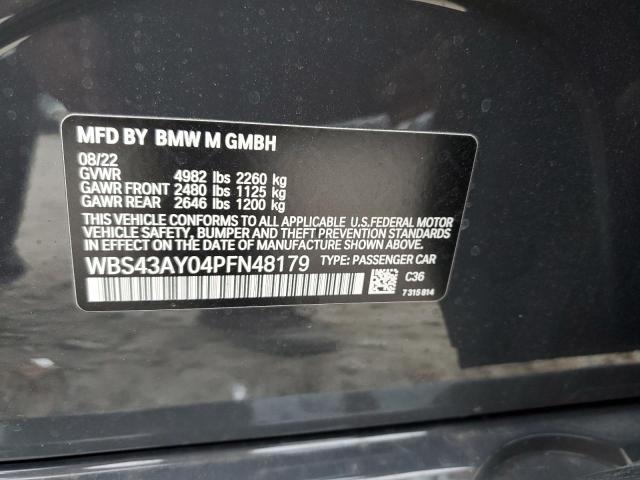 MFD BY BMW M GMBH
08/22
GVWR 4982 lbs 2260 kg
GAWR FRONT 2480 lbs 1125 kg
GAWR REAR 2646 lbs 1200 kg
THIS VEHICLE CONFORMS TO ALL APPLICABLE U.S.FEDERAL MOTOR
VEHICLE SAFETY, BUMPER AND THEFT PREVENTION STANDARDS
IN EFFECT ON THE DATE OF MANUFACTURE SHOWN ABOVE.
WBS43AY04PFN48179 TYPE: PASSENGER CAR
C36
7315814